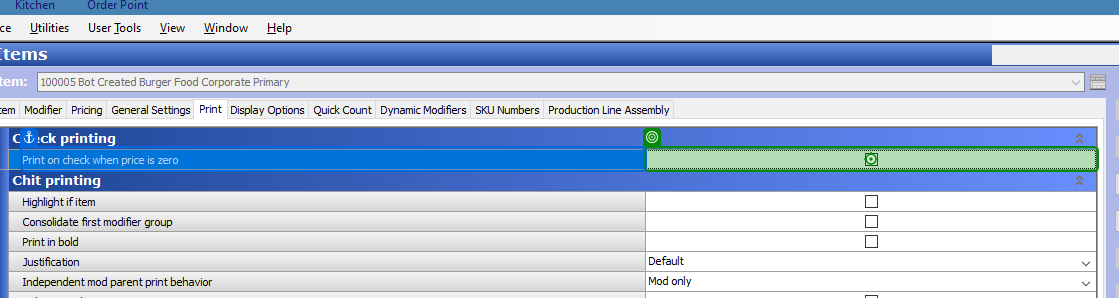 Kitchen Order Point
ce Utilities User Tools View Window Help
Items
tem: 100005 Bot Created Burger Food Corporate Primary
tem Modifier Pricing General Settings Print Display Options Quick Count Dynamic Modifiers SKU Numbers Production Line Assembly
Check printing
Print on check when price is zero
Chit printing
Highlight if item
Consolidate first modifier group
Print in bold
Justification Default
Independent mod parent print behavior Mod only